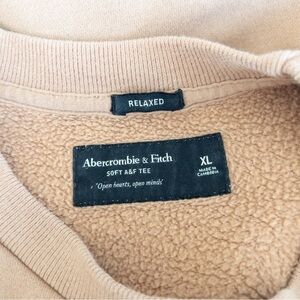 RELAXED
Abercrombie & Fitch
SOFT A&F TEE
'Open hearts, open minds'
XL
MADE IN
CAMBODIA